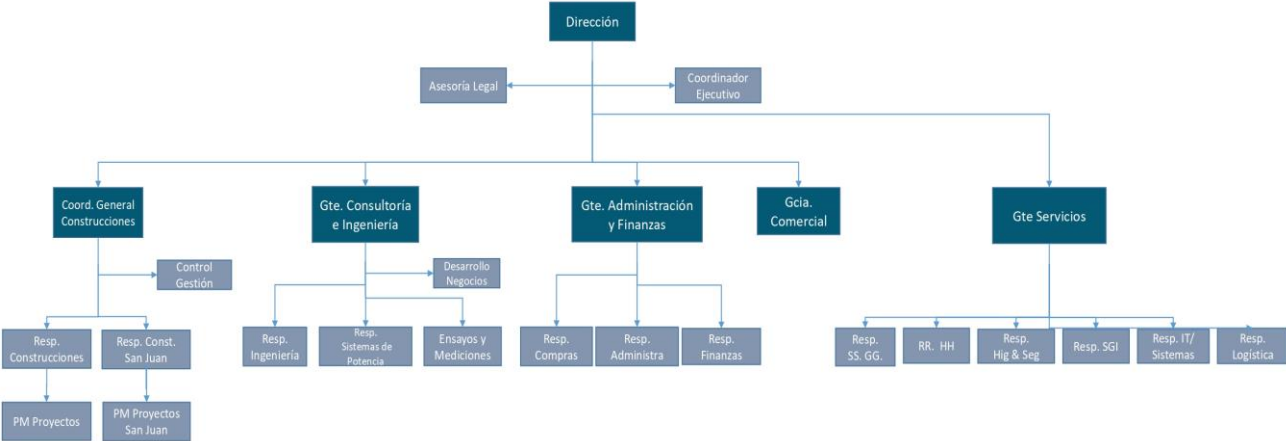 Dirección
Asesoría Legal
Coordinador
Ejecutivo
Coord. General
Construcciones
Gte. Consultoría
e Ingeniería
Gte. Administración
y Finanzas
Gcia.
Comercial
Gte Servicios
Control
Gestión
Desarrollo
Negocios
Resp.
Construcciones
Resp. Const.
San Juan
Resp.
Ingeniería
Resp.
Sistemas de
Potencia
Ensayos y
Mediciones
Resp.
Compras
Resp.
Administra
Resp.
Finanzas
Resp.
SS. GG.
RR. HH
Resp.
Hig & Seg
Resp. SGI
Resp. IT/
Sistemas
Resp.
Logística
PM Proyectos
PM Proyectos
San Juan